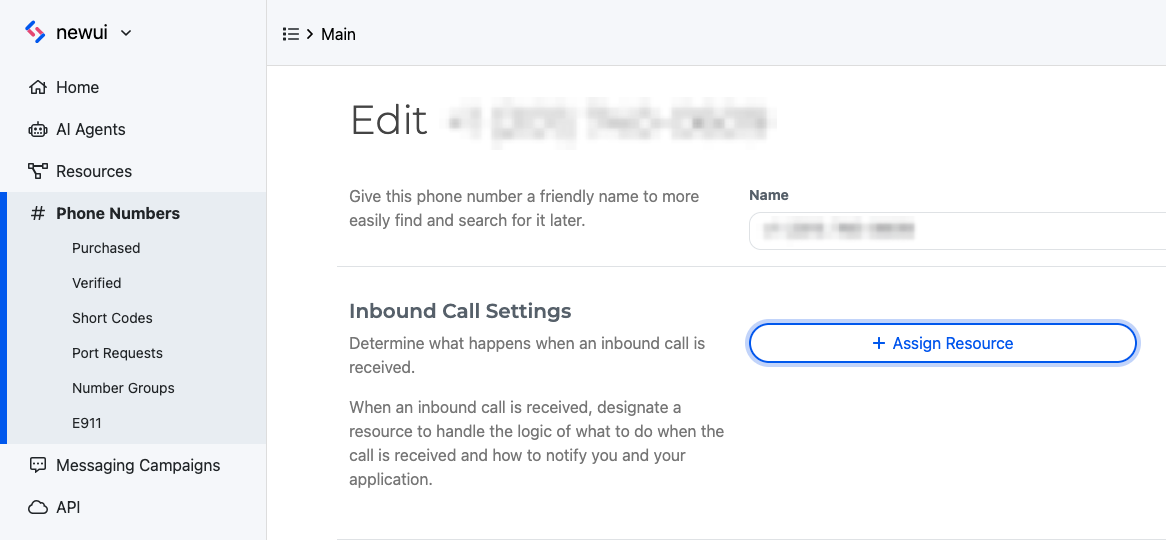 newui
Home
AI Agents
Resources
# Phone Numbers
Purchased
Verified
Short Codes
Port Requests
Number Groups
E911
Messaging Campaigns
API
> Main
Edit
Give this phone number a friendly name to more
easily find and search for it later.
Name
Inbound Call Settings
Determine what happens when an inbound call is
received.
When an inbound call is received, designate a
resource to handle the logic of what to do when the
call is received and how to notify you and your
application.
+ Assign Resource